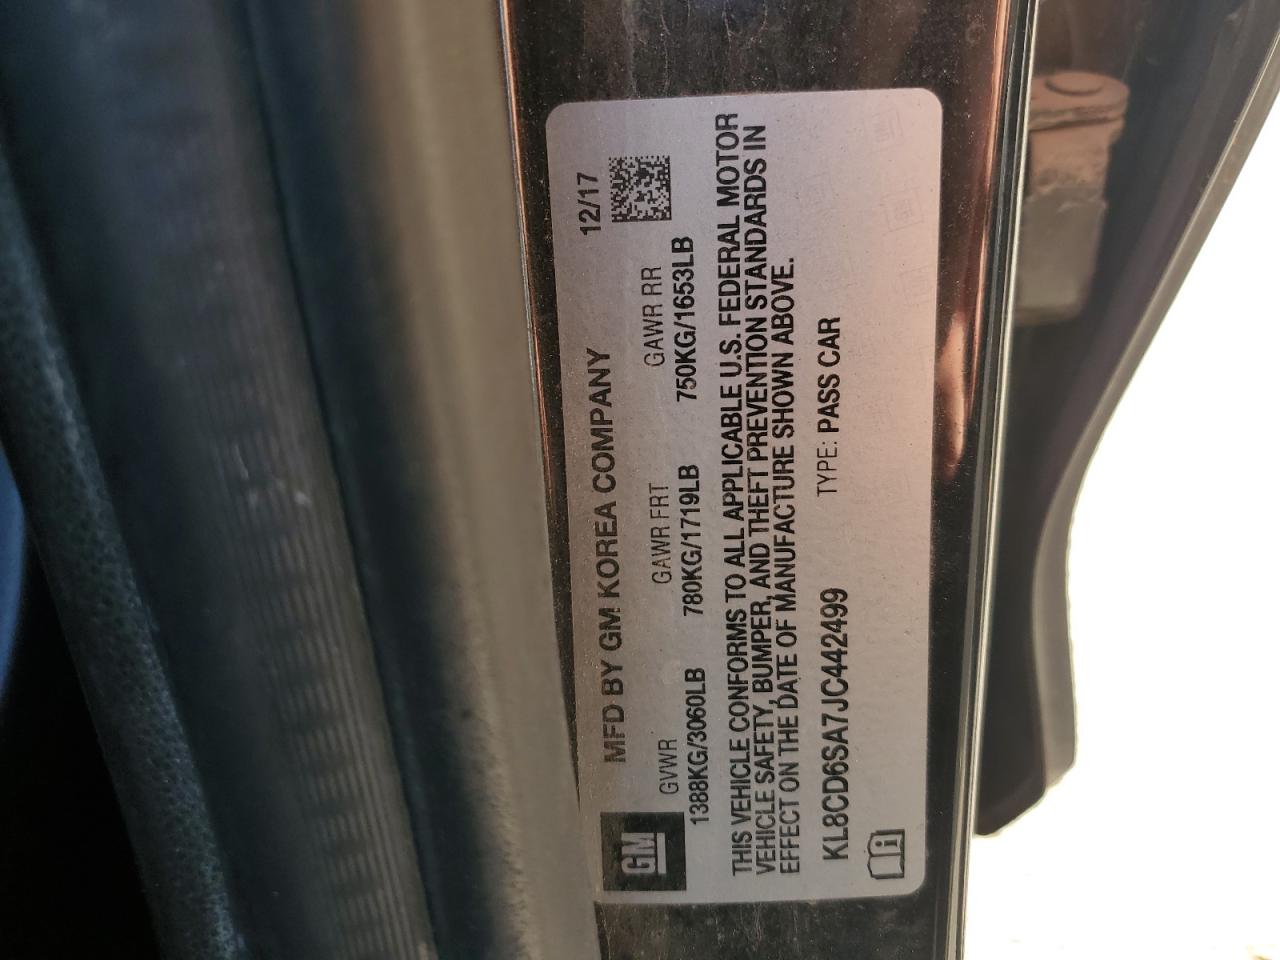 MFD BY GM KOREA COMPANY 12/17
GM
GVWR GAWR FRT GAWR RR
1388KG/3060LB 780KG/1719LB 750KG/1653LB
THIS VEHICLE CONFORMS TO ALL APPLICABLE U.S. FEDERAL MOTOR
VEHICLE SAFETY, BUMPER, AND THEFT PREVENTION STANDARDS IN
EFFECT ON THE DATE OF MANUFACTURE SHOWN ABOVE.
KL8CD6SA7JC442499 TYPE: PASS CAR